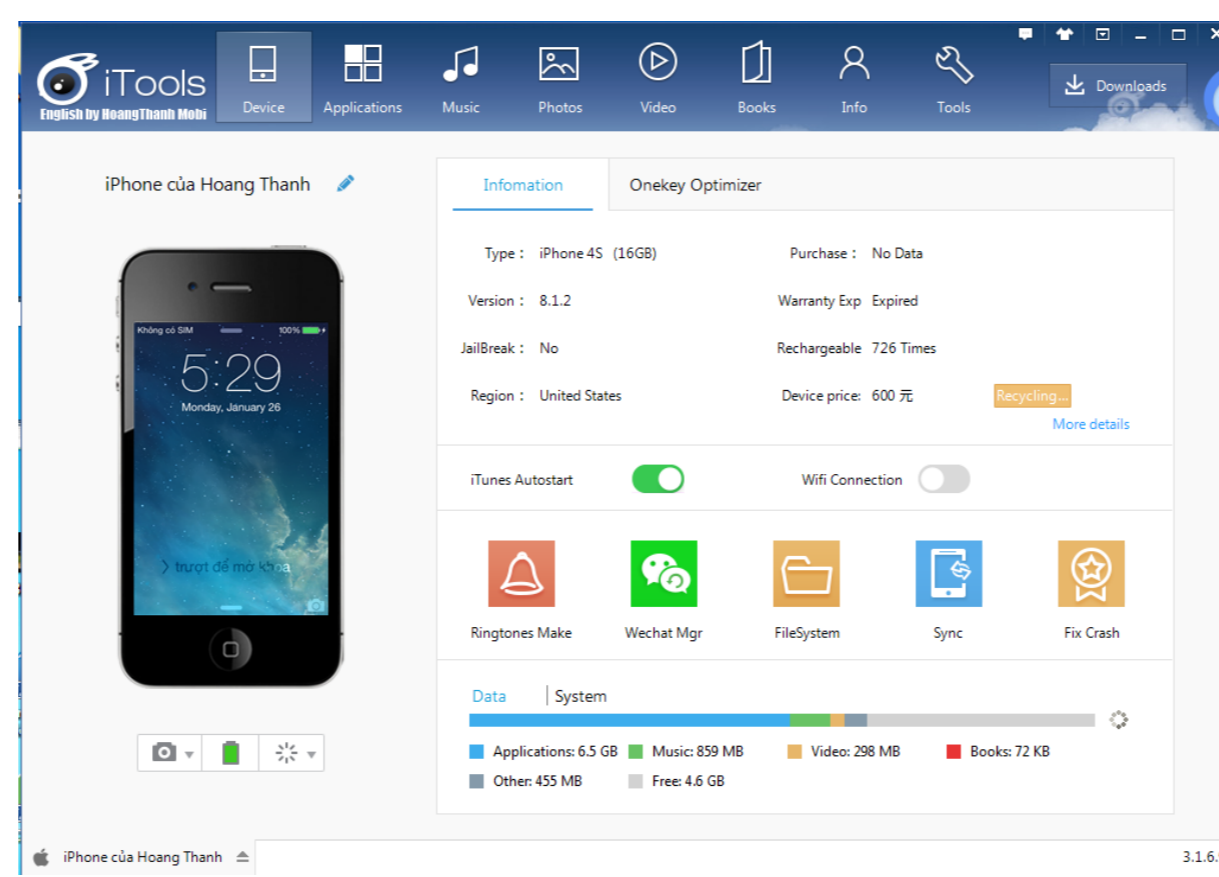 iTools
English by HoangThanh Mobi
Device
Applications
Music
Photos
Video
Books
Info
Tools
Downloads
iPhone của Hoang Thanh
Infomation
Onekey Optimizer
Không có SIM 100%
5:29
Monday, January 26
trượt để mở khóa
Type : iPhone 4S (16GB)
Purchase : No Data
Version : 8.1.2
Warranty Exp Expired
JailBreak : No
Rechargeable 726 Times
Region : United States
Device price: 600 元
Recycling...
More details
iTunes Autostart
Wifi Connection
Ringtones Make
Wechat Mgr
FileSystem
Sync
Fix Crash
Data | System
Applications: 6.5 GB
Music: 859 MB
Video: 298 MB
Books: 72 KB
Other: 455 MB
Free: 4.6 GB
iPhone của Hoang Thanh
3.1.6.